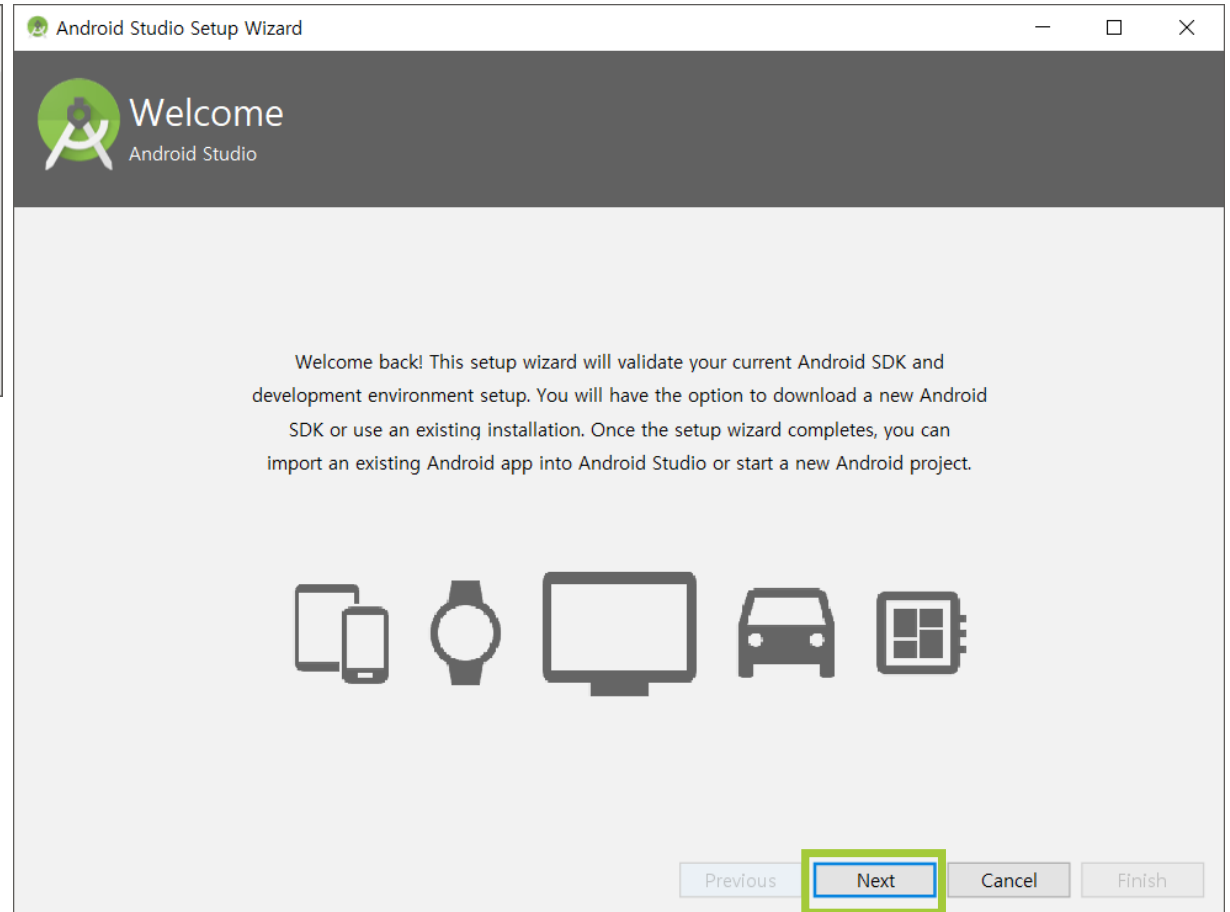 Android Studio Setup Wizard
Welcome
Android Studio
Welcome back! This setup wizard will validate your current Android SDK and
development environment setup. You will have the option to download a new Android
SDK or use an existing installation. Once the setup wizard completes, you can
import an existing Android app into Android Studio or start a new Android project.
Previous Next Cancel Finish